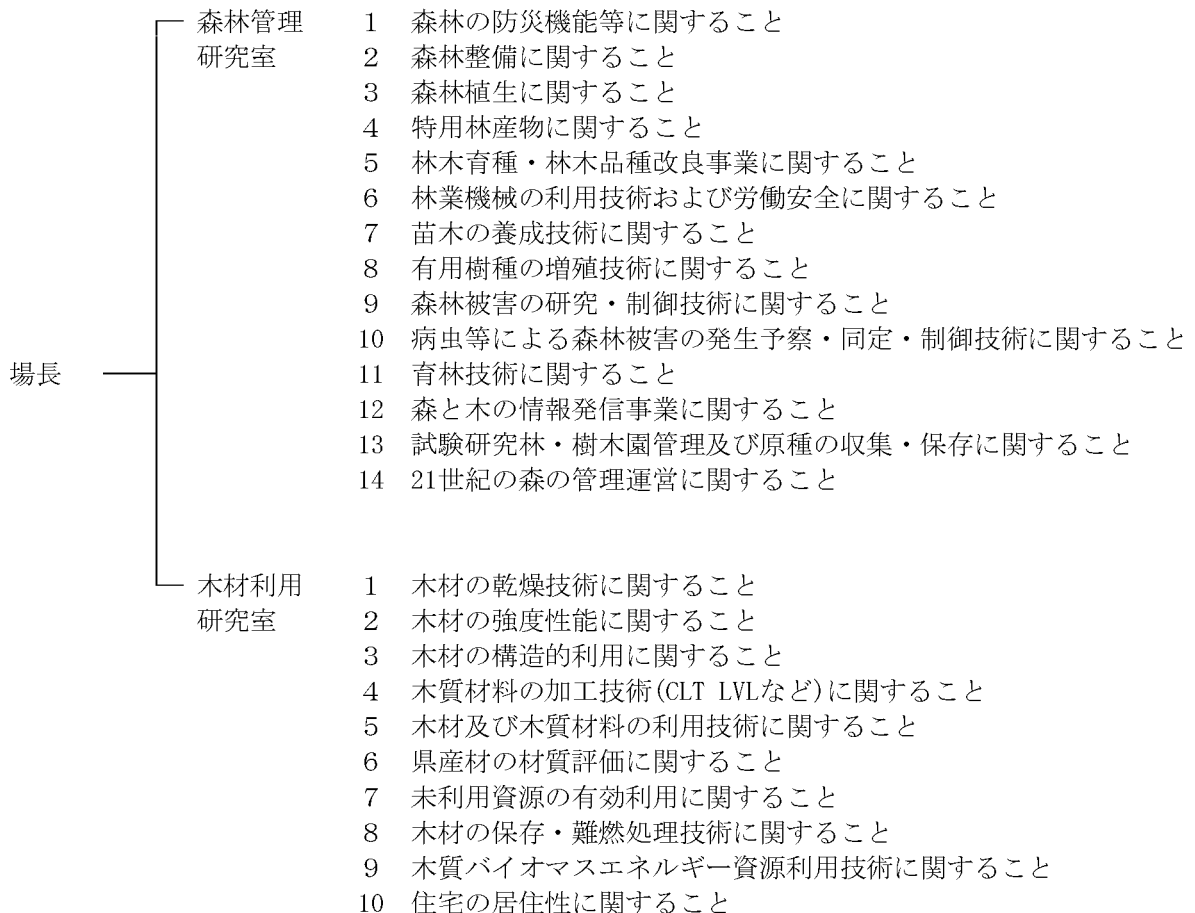 森林管理 1 森林の防災機能等に関すること
研究室 2 森林整備に関すること
3 森林植生に関すること
4 特用林産物に関すること
5 林木育種・林木品種改良事業に関すること
6 林業機械の利用技術および労働安全に関すること
7 苗木の養成技術に関すること
8 有用樹種の増殖技術に関すること
9 森林被害の研究・制御技術に関すること
10 病虫等による森林被害の発生予察・同定・制御技術に関すること
場長 11 育林技術に関すること
12 森と木の情報発信事業に関すること
13 試験研究林・樹木園管理及び原種の収集・保存に関すること
14 21世紀の森の管理運営に関すること
木材利用 1 木材の乾燥技術に関すること
研究室 2 木材の強度性能に関すること
3 木材の構造的利用に関すること
4 木質材料の加工技術(CLT LVLなど)に関すること
5 木材及び木質材料の利用技術に関すること
6 県産材の材質評価に関すること
7 未利用資源の有効利用に関すること
8 木材の保存・難燃処理技術に関すること
9 木質バイオマスエネルギー資源利用技術に関すること
10 住宅の居住性に関すること